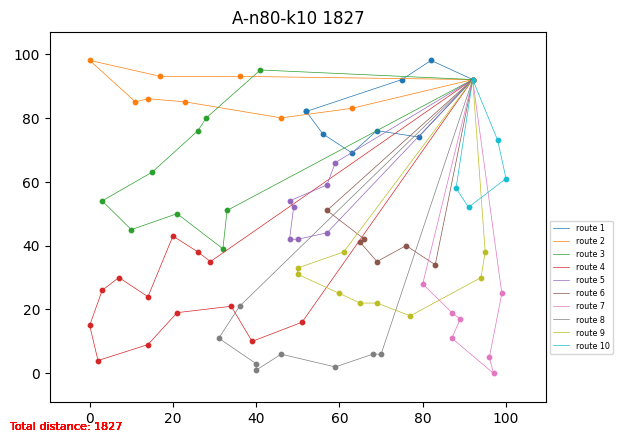 A-n80-k10 1827
100
80
60
40
20
0
0 20 40 60 80 100
route 1
route 2
route 3
route 4
route 5
route 6
route 7
route 8
route 9
route 10
Total distance: 1827